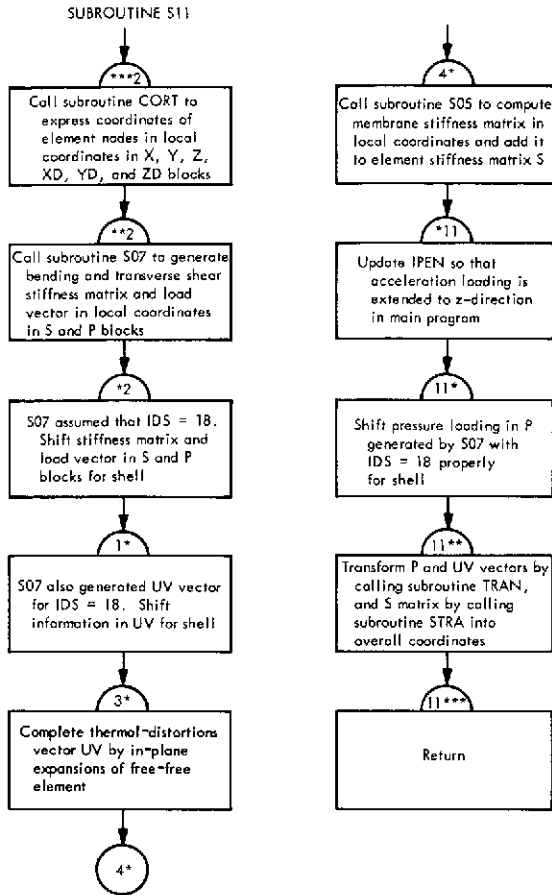 SUBROUTINE S11
***2
Call subroutine CORT to
express coordinates of
element nodes in local
coordinates in X, Y, Z,
XD, YD, and ZD blocks
**2
Call subroutine S07 to generate
bending and transverse shear
stiffness matrix and load
vector in local coordinates
in S and P blocks
*2
S07 assumed that IDS = 18.
Shift stiffness matrix and
load vector in S and P
blocks for shell
1*
S07 also generated UV vector
for IDS = 18. Shift
information in UV for shell
3*
Complete thermal-distortions
vector UV by in-plane
expansions of free-free
element
4*
4*
Call subroutine S05 to compute
membrane stiffness matrix in
local coordinates and add it
to element stiffness matrix S
*11
Update IPEN so that
acceleration loading is
extended to z-direction
in main program
11*
Shift pressure loading in P
generated by S07 with
IDS = 18 properly
for shell
11**
Transform P and UV vectors by
calling subroutine TRAN,
and S matrix by calling
subroutine STRA into
overall coordinates
11***
Return